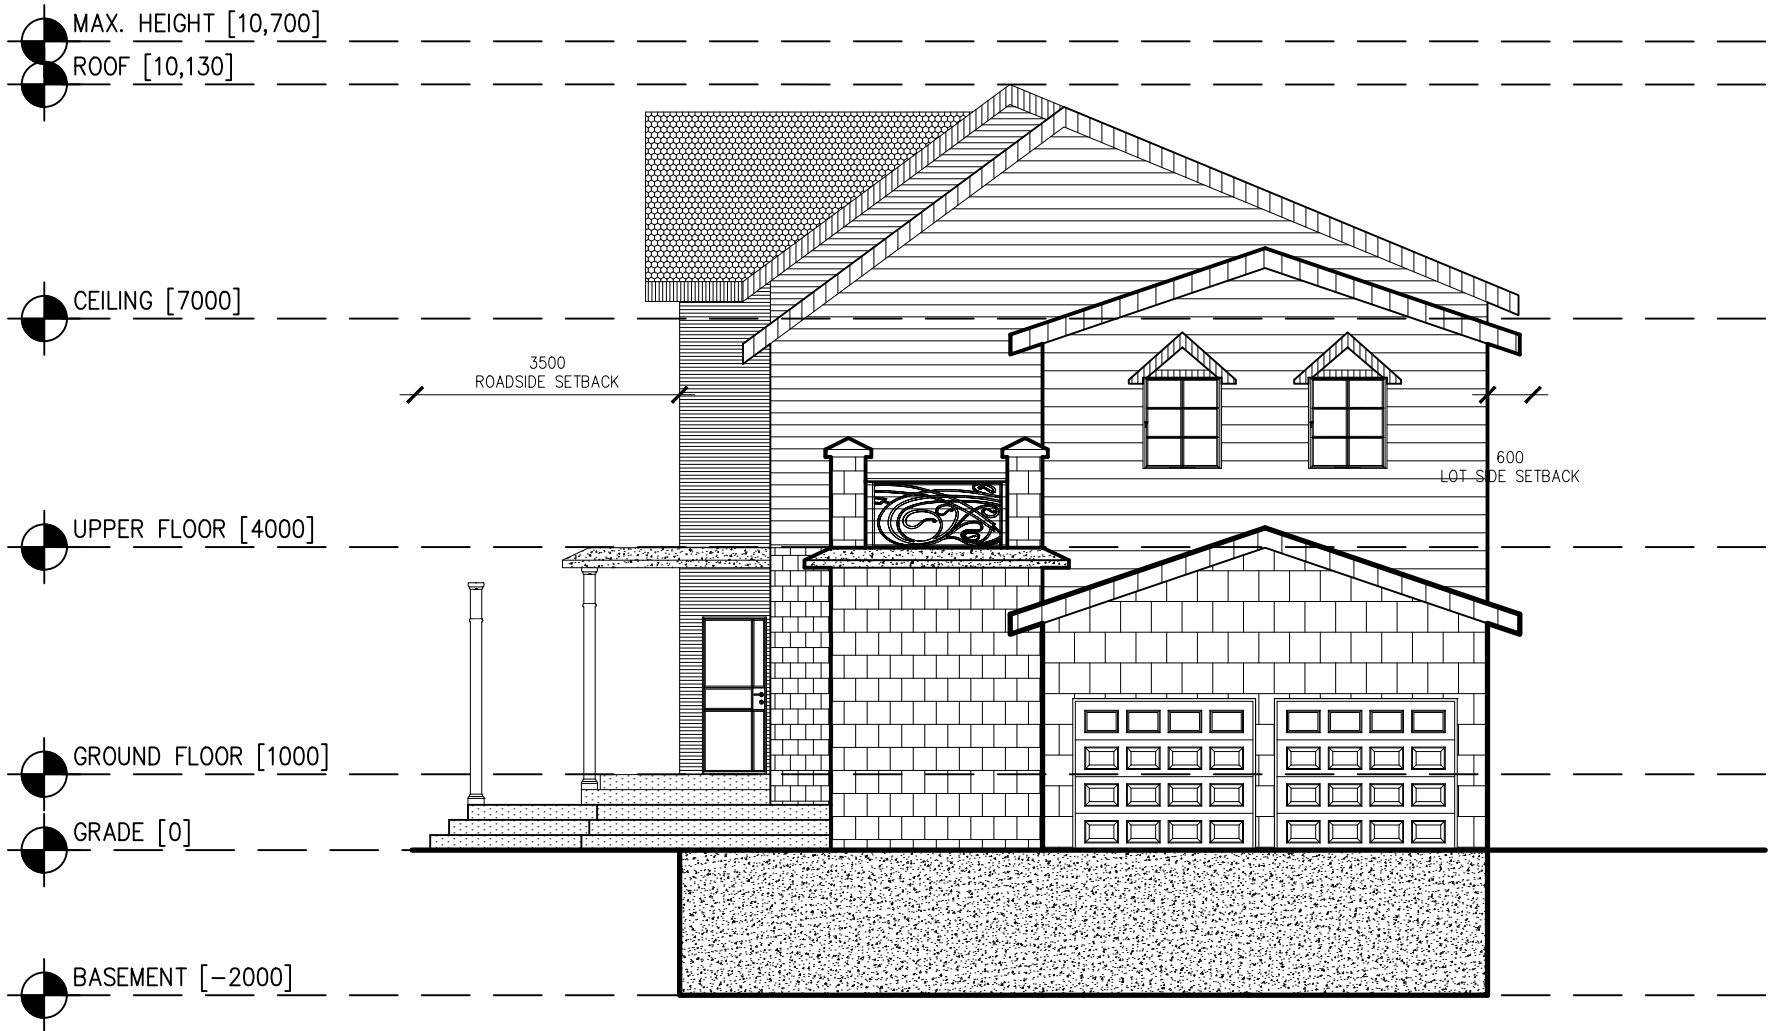 MAX. HEIGHT [10,700]
ROOF [10,130]
CEILING [7000]
3500
ROADSIDE SETBACK
600
LOT SIDE SETBACK
UPPER FLOOR [4000]
GROUND FLOOR [1000]
GRADE [0]
BASEMENT [-2000]